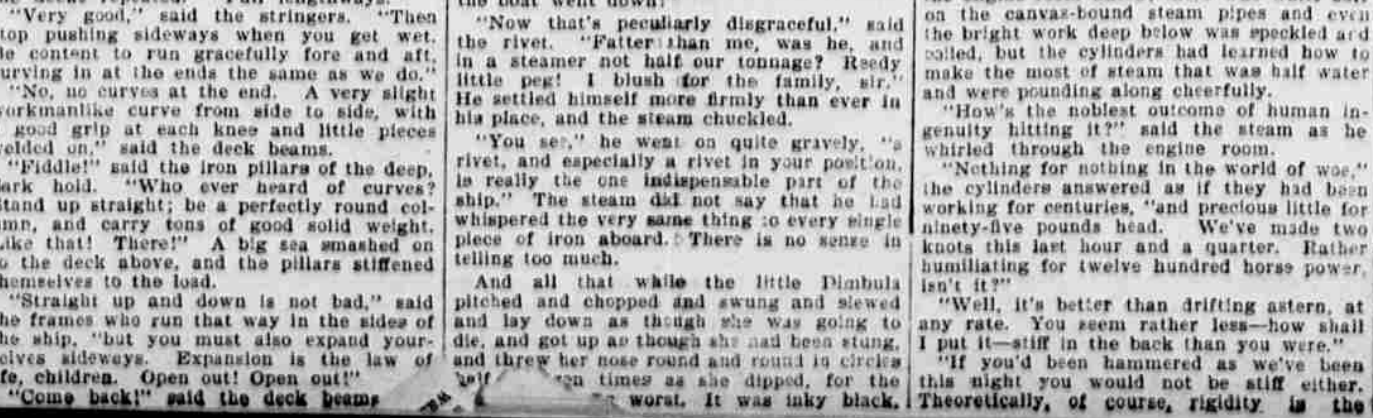 "Very good," said the stringers. "Then
top pushing sideways when you get wet.
Be content to run gracefully fore and aft,
urving in at the ends the same as we do."
"No, no curves at the end. A very slight
orkmanlike curve from side to side, with
good grip at each knee and little pieces
elded on," said the deck beams.
"Fiddle!" said the iron pillars of the deep,
ark hold. "Who ever heard of curves?
tand up straight; be a perfectly round col-
mn, and carry tons of good solid weight.
Like that! There!" A big sea smashed on
o the deck above, and the pillars stiffened
hemselves to the load.
"Straight up and down is not bad," said
he frames who run that way in the sides of
he ship, "but you must also expand your-
elves sideways. Expansion is the law of
fe, children. Open out! Open out!"
"Come back!" said the deck beams
the boat went down?
"Now that's peculiarly disgraceful," said
the rivet. "Fatter than me, was he, and
in a steamer not half our tonnage? Reedy
little peg! I blush for the family, sir."
He settled himself more firmly than ever in
his place, and the steam chuckled.
"You see," he went on quite gravely, "a
rivet, and especially a rivet in your position,
is really the one indispensable part of the
ship." The steam did not say that he had
whispered the very same thing to every single
piece of iron aboard. There is no sense in
telling too much.
And all that while the little Dimbula
pitched and chopped and swung and slewed
and lay down as though she was going to
die, and got up as though she had been stung,
and threw her nose round and round in circles
half times as she dipped, for the
worst. It was inky black,
on the canvas-bound steam pipes and even
the bright work deep below was speckled and
soiled, but the cylinders had learned how to
make the most of steam that was half water
and were pounding along cheerfully.
"How's the noblest outcome of human in-
genuity hitting it?" said the steam as he
whirled through the engine room.
"Nothing for nothing in the world of woe,"
the cylinders answered as if they had been
working for centuries, "and precious little for
ninety-five pounds head. We've made two
knots this last hour and a quarter. Rather
humiliating for twelve hundred horse power,
isn't it?"
"Well, it's better than drifting astern, at
any rate. You seem rather less—how shall
I put it—stiff in the back than you were."
"If you'd been hammered as we've been
this night you would not be stiff either.
Theoretically, of course, rigidity is the